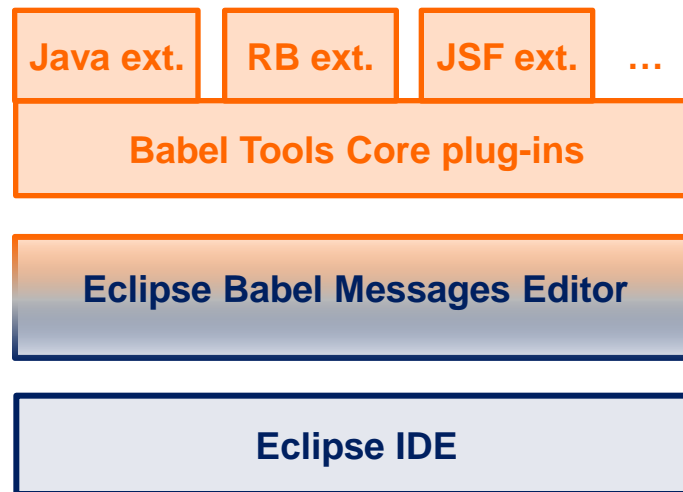 Java ext. RB ext. JSF ext. …
Babel Tools Core plug-ins
Eclipse Babel Messages Editor
Eclipse IDE